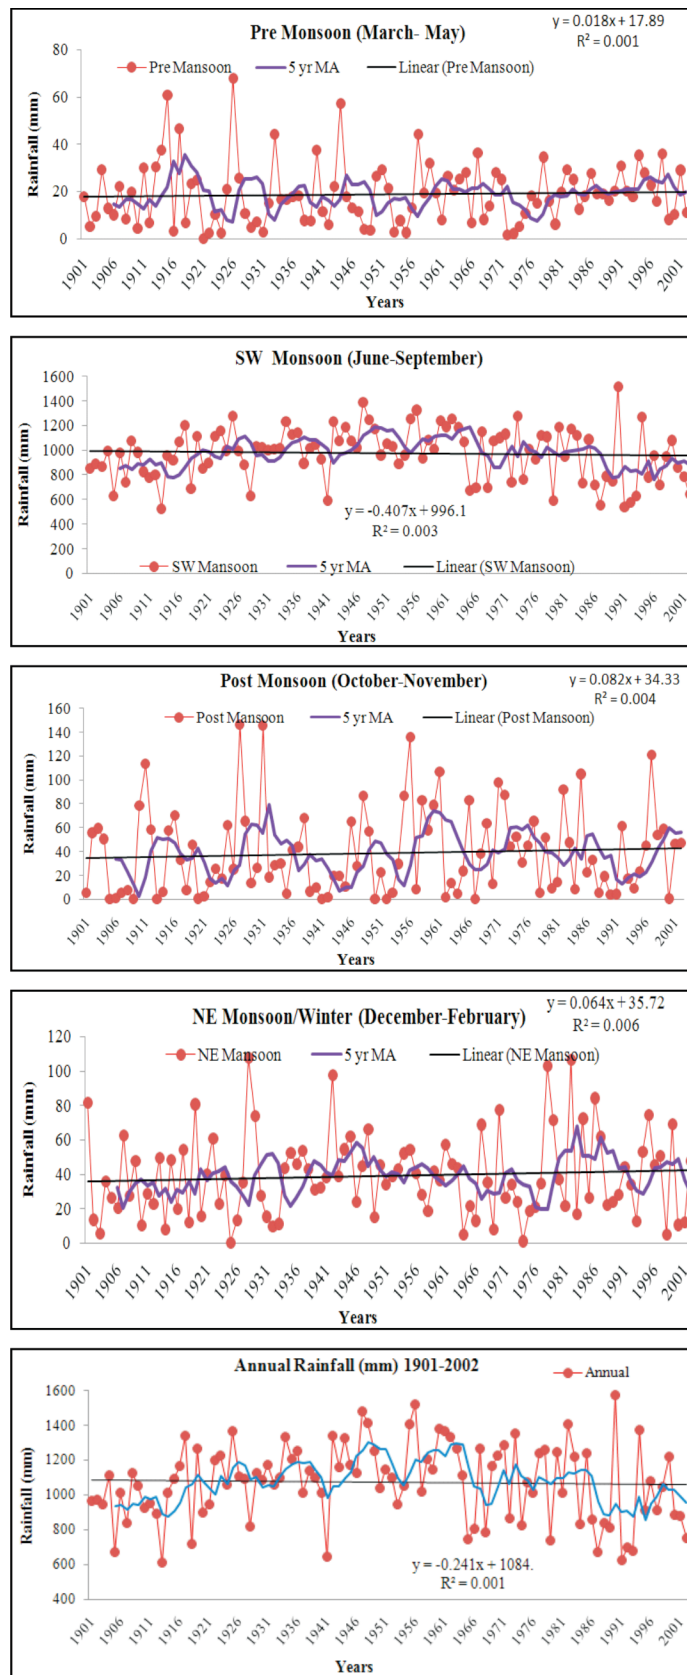 Pre Monsoon (March- May)
y = 0.018x + 17.89
R² = 0.001
Pre Mansoon 5 yr MA Linear (Pre Mansoon)
Rainfall (mm)
80
60
40
20
0
1901 1906 1911 1916 1921 1926 1931 1936 1941 1946 1951 1956 1961 1966 1971 1976 1981 1986 1991 1996 2001
Years
SW Monsoon (June-September)
Rainfall (mm)
1600
1400
1200
1000
800
600
400
200
0
y = -0.407x + 996.1
R² = 0.003
SW Mansoon 5 yr MA Linear (SW Mansoon)
1901 1906 1911 1916 1921 1926 1931 1936 1941 1946 1951 1956 1961 1966 1971 1976 1981 1986 1991 1996 2001
Years
Post Monsoon (October-November)
y = 0.082x + 34.33
R² = 0.004
Post Mansoon 5 yr MA Linear (Post Mansoon)
Rainfall (mm)
160
140
120
100
80
60
40
20
0
1901 1906 1911 1916 1921 1926 1931 1936 1941 1946 1951 1956 1961 1966 1971 1976 1981 1986 1991 1996 2001
Years
NE Monsoon/Winter (December-February)
y = 0.064x + 35.72
R² = 0.006
NE Mansoon 5 yr MA Linear (NE Mansoon)
Rainfall (mm)
120
100
80
60
40
20
0
1901 1906 1911 1916 1921 1926 1931 1936 1941 1946 1951 1956 1961 1966 1971 1976 1981 1986 1991 1996 2001
Years
Annual Rainfall (mm) 1901-2002
Annual
Rainfall (mm)
1600
1400
1200
1000
800
600
400
y = -0.241x + 1084.
R² = 0.001
1901 1906 1911 1916 1921 1926 1931 1936 1941 1946 1951 1956 1961 1966 1971 1976 1981 1986 1991 1996 2001
Years